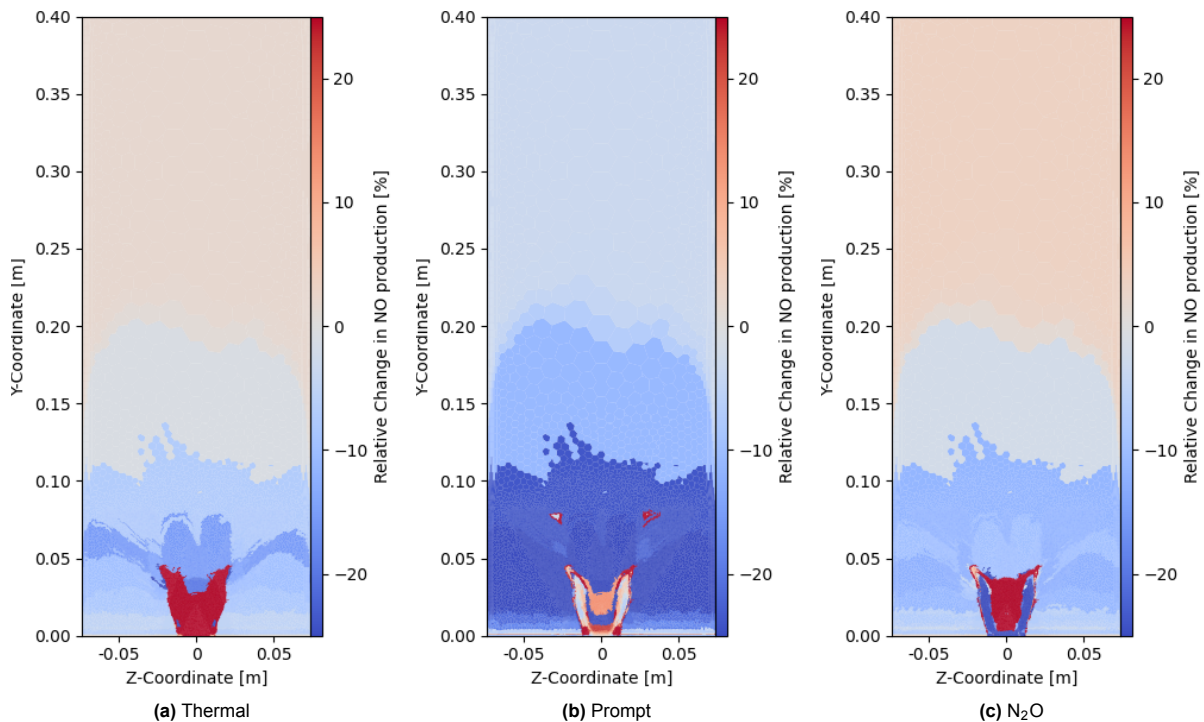 0.40
0.35
0.30
0.25
0.20
0.15
0.10
0.05
0.00
Y-Coordinate [m]
-0.05 0 0.05
Z-Coordinate [m]
20
10
0
−10
−20
Relative Change in NO production [%]
(a) Thermal
0.40
0.35
0.30
0.25
0.20
0.15
0.10
0.05
0.00
Y-Coordinate [m]
-0.05 0 0.05
Z-Coordinate [m]
20
10
0
−10
−20
Relative Change in NO production [%]
(b) Prompt
0.40
0.35
0.30
0.25
0.20
0.15
0.10
0.05
0.00
Y-Coordinate [m]
-0.05 0 0.05
Z-Coordinate [m]
20
10
0
−10
−20
Relative Change in NO production [%]
(c) N₂O